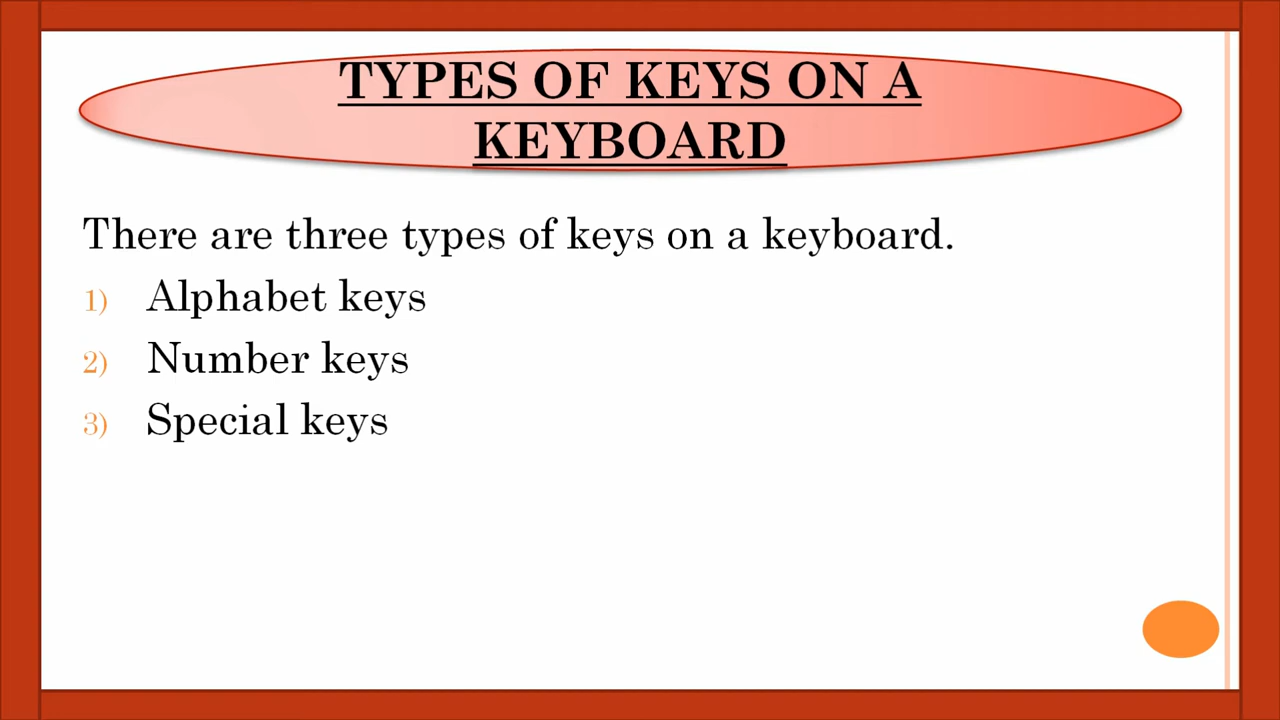 TYPES OF KEYS ON A
KEYBOARD
There are three types of keys on a keyboard.
1) Alphabet keys
2) Number keys
3) Special keys